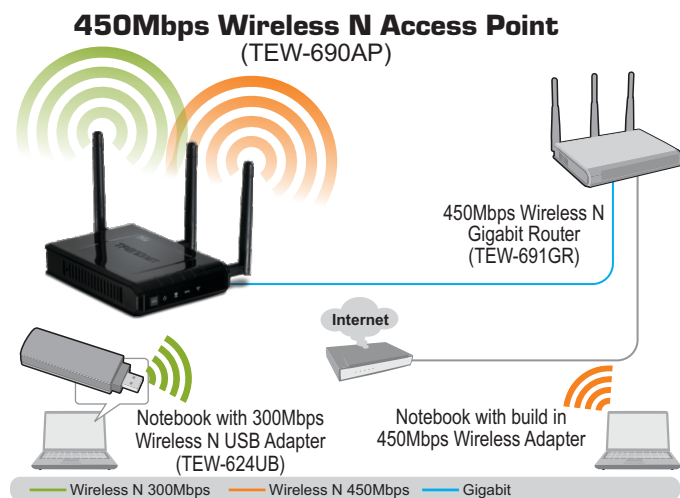 450Mbps Wireless N Access Point
(TEW-690AP)
TRENDNET
450Mbps Wireless N
Gigabit Router
(TEW-691GR)
Internet
Notebook with 300Mbps
Wireless N USB Adapter
(TEW-624UB)
Notebook with build in
450Mbps Wireless Adapter
Wireless N 300Mbps
Wireless N 450Mbps
Gigabit